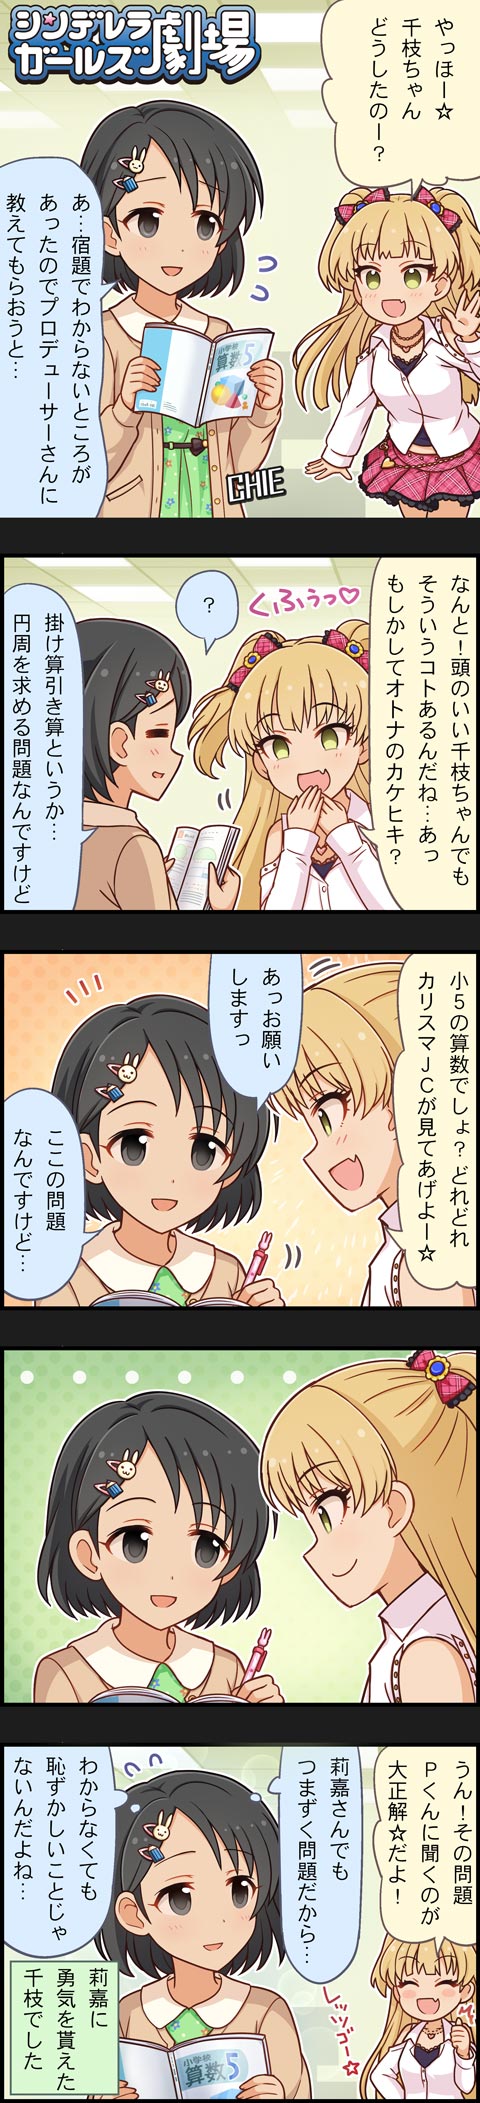 シンデレラ
ガールズ劇場
やっほー☆
千枝ちゃん
どうしたのー？
あ…宿題でわからないところが
あったのでプロデューサーさんに
教えてもらおうと…
小学校
算数5
CHIE
なんと！頭のいい千枝ちゃんでも
そういうコトあるんだね…あっ
もしかしてオトナのカケヒキ？
くふうっ♡
？
掛け算引き算というか…
円周を求める問題なんですけど
小5の算数でしょ？どれどれ
カリスマJCが見てあげよー☆
あっお願い
しますっ
ここの問題
なんですけど…
うん！その問題
Pくんに聞くのが
大正解☆だよ！
レッツゴー☆
莉嘉さんでも
つまずく問題だから…
わからなくても
恥ずかしいことじゃ
ないんだよね…
小学校
算数5
莉嘉に
勇気を貰えた
千枝でした